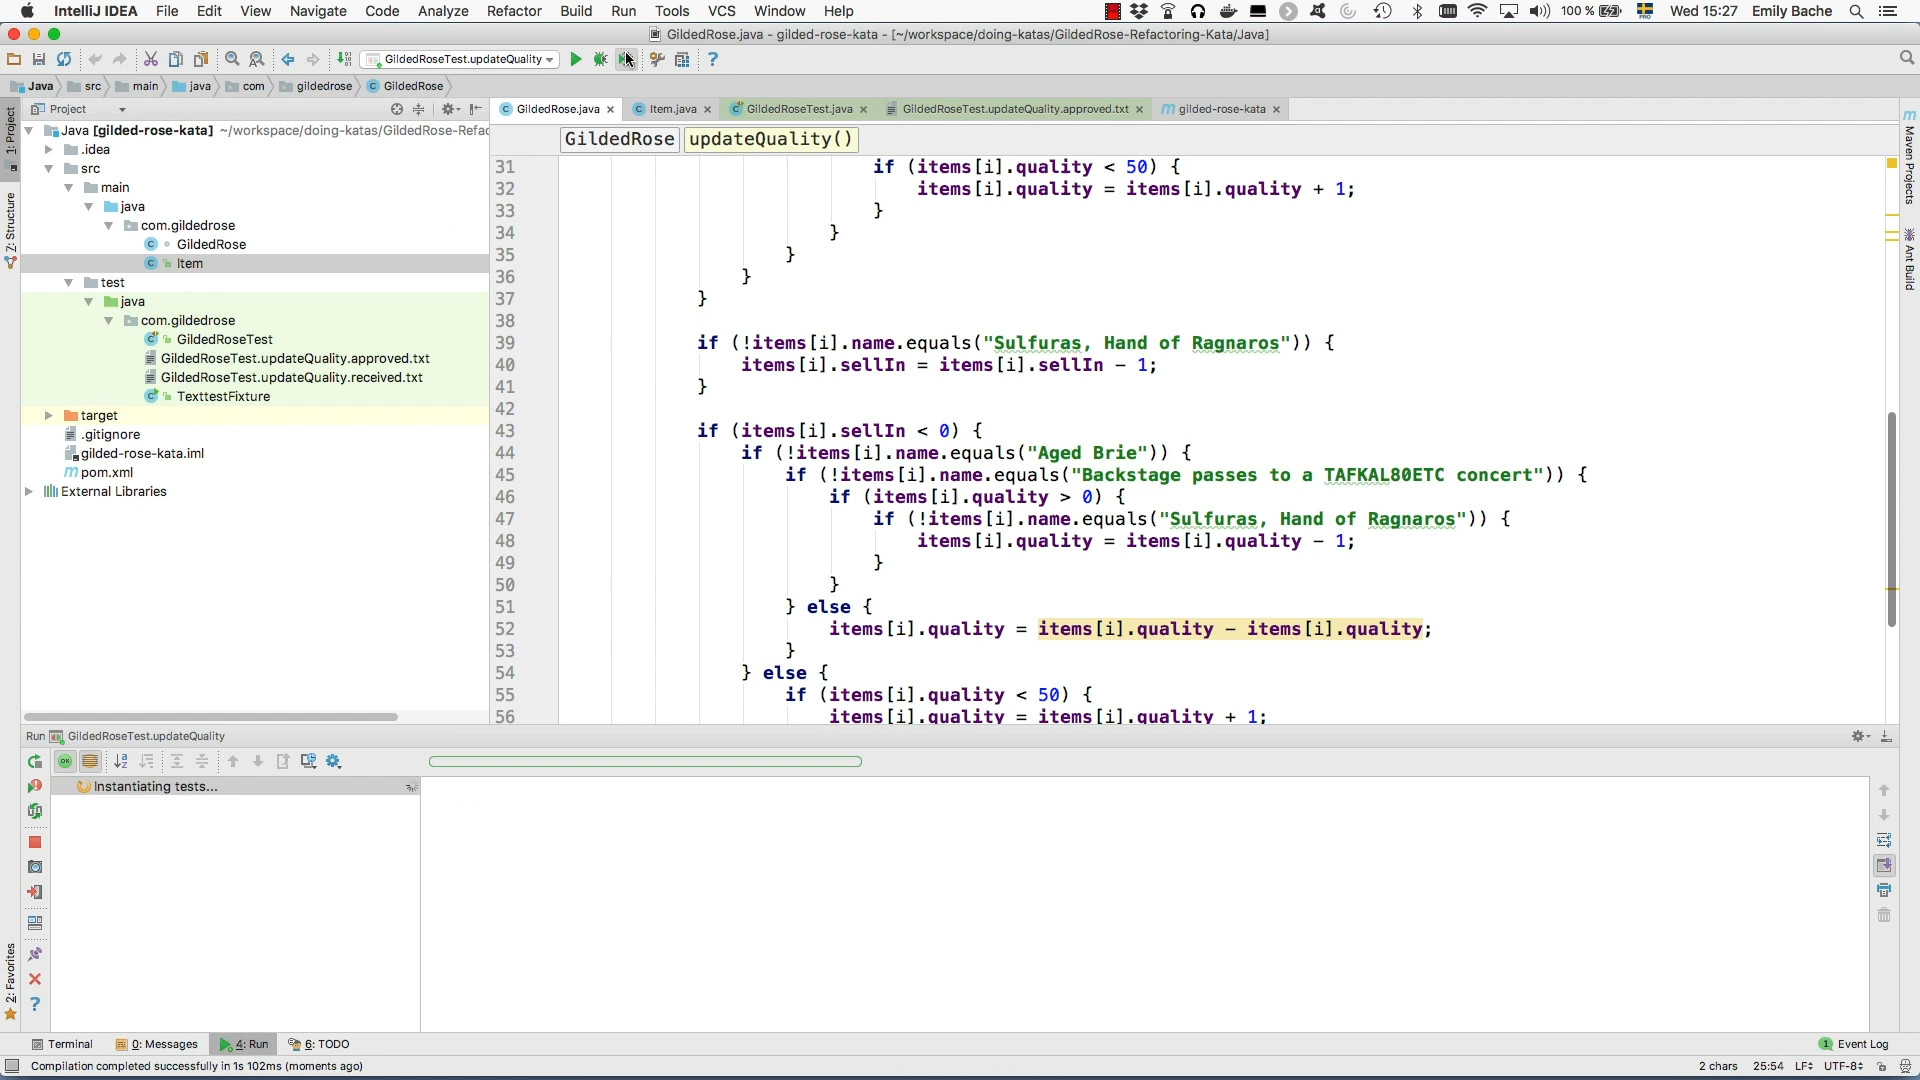 IntelliJ IDEA File Edit View Navigate Code Analyze Refactor Build Run Tools VCS Window Help 100 % Wed 15:27 Emily Bache
GildedRose.java - gilded-rose-kata - [~/workspace/doing-katas/GildedRose-Refactoring-Kata/Java]
GildedRoseTest.updateQuality
Java src main java com gildedrose GildedRose
Project
GildedRose.java Item.java GildedRoseTest.java GildedRoseTest.updateQuality.approved.txt gilded-rose-kata
1: Project
Z: Structure
2: Favorites
Maven Projects
Ant Build
Java [gilded-rose-kata] ~/workspace/doing-katas/GildedRose-Refac
.idea
src
main
java
com.gildedrose
GildedRose
Item
test
java
com.gildedrose
GildedRoseTest
GildedRoseTest.updateQuality.approved.txt
GildedRoseTest.updateQuality.received.txt
TexttestFixture
target
.gitignore
gilded-rose-kata.iml
pom.xml
External Libraries
GildedRose updateQuality()
31 if (items[i].quality < 50) {
32 items[i].quality = items[i].quality + 1;
33 }
34 }
35 }
36 }
37 }
38
39 if (!items[i].name.equals("Sulfuras, Hand of Ragnaros")) {
40 items[i].sellIn = items[i].sellIn - 1;
41 }
42
43 if (items[i].sellIn < 0) {
44 if (!items[i].name.equals("Aged Brie")) {
45 if (!items[i].name.equals("Backstage passes to a TAFKAL80ETC concert")) {
46 if (items[i].quality > 0) {
47 if (!items[i].name.equals("Sulfuras, Hand of Ragnaros")) {
48 items[i].quality = items[i].quality - 1;
49 }
50 }
51 } else {
52 items[i].quality = items[i].quality - items[i].quality;
53 }
54 } else {
55 if (items[i].quality < 50) {
56 items[i].quality = items[i].quality + 1;
Run GildedRoseTest.updateQuality
Instantiating tests...
Terminal 0: Messages 4: Run 6: TODO 1 Event Log
Compilation completed successfully in 1s 102ms (moments ago) 2 chars 25:54 LF UTF-8